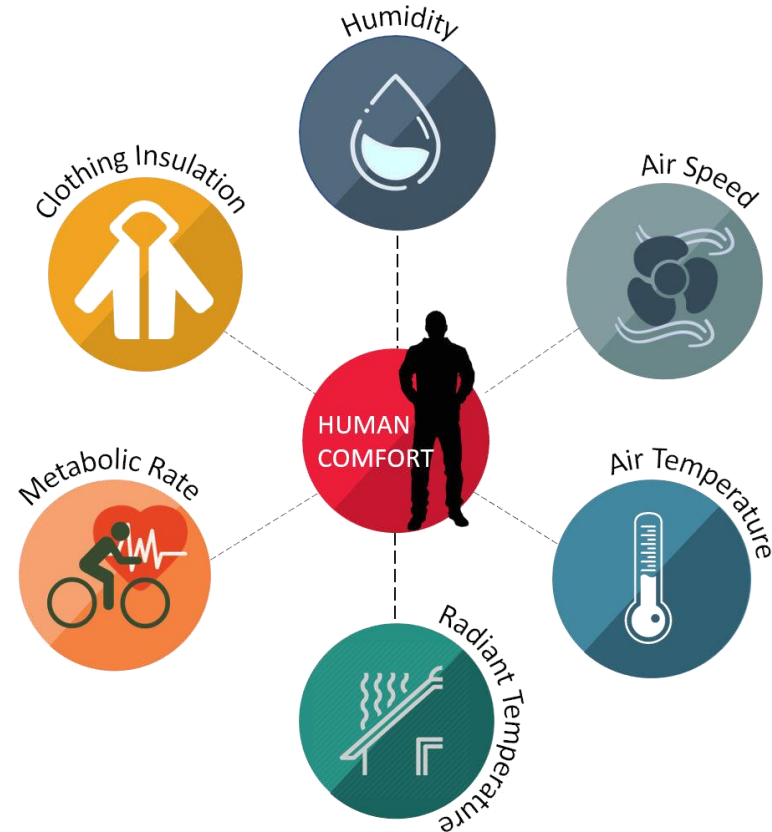 Humidity
Clothing Insulation
Air Speed
HUMAN
COMFORT
Metabolic Rate
Air Temperature
Radiant Temperature